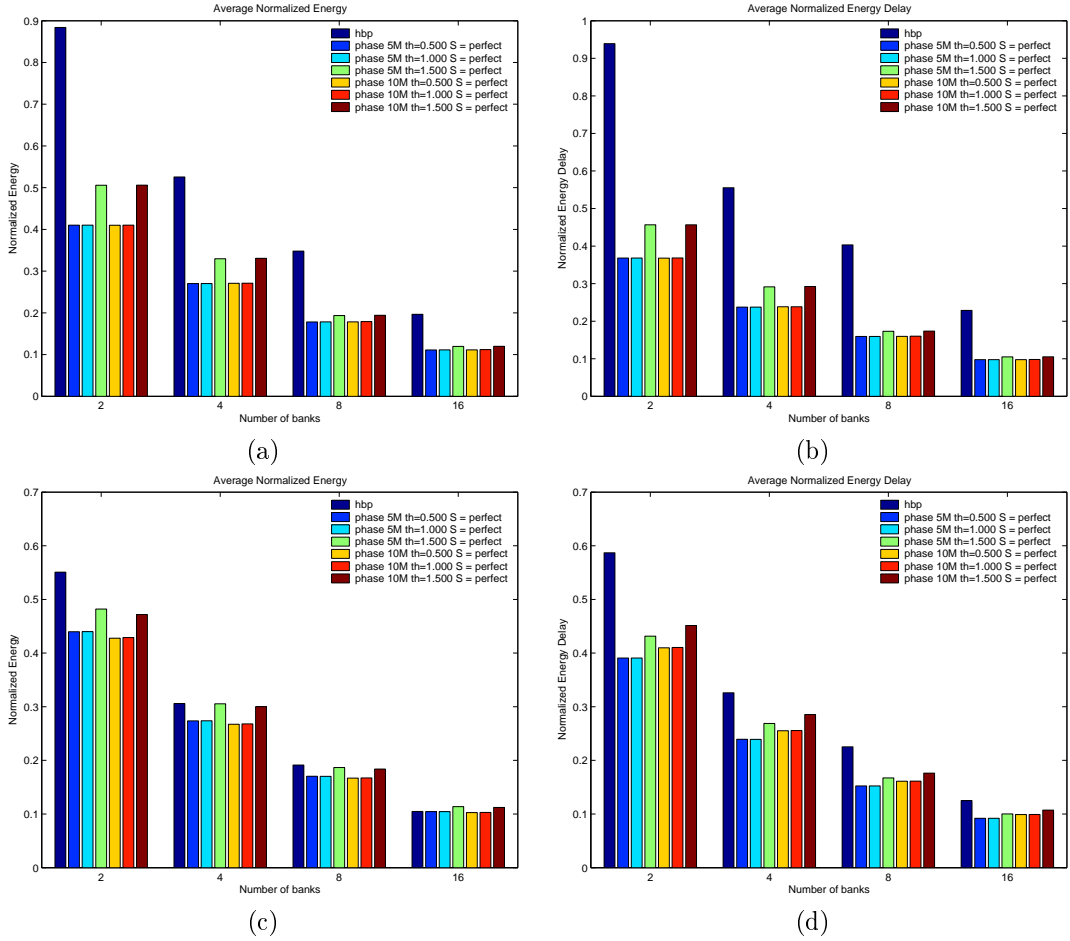 Average Normalized Energy
0.9
0.8
0.7
0.6
0.5
0.4
0.3
0.2
0.1
0
Normalized Energy
hbp
phase 5M th=0.500 S = perfect
phase 5M th=1.000 S = perfect
phase 5M th=1.500 S = perfect
phase 10M th=0.500 S = perfect
phase 10M th=1.000 S = perfect
phase 10M th=1.500 S = perfect
2 4 8 16
Number of banks
(a)
Average Normalized Energy Delay
1
0.9
0.8
0.7
0.6
0.5
0.4
0.3
0.2
0.1
0
Normalized Energy Delay
hbp
phase 5M th=0.500 S = perfect
phase 5M th=1.000 S = perfect
phase 5M th=1.500 S = perfect
phase 10M th=0.500 S = perfect
phase 10M th=1.000 S = perfect
phase 10M th=1.500 S = perfect
2 4 8 16
Number of banks
(b)
Average Normalized Energy
0.7
0.6
0.5
0.4
0.3
0.2
0.1
0
Normalized Energy
hbp
phase 5M th=0.500 S = perfect
phase 5M th=1.000 S = perfect
phase 5M th=1.500 S = perfect
phase 10M th=0.500 S = perfect
phase 10M th=1.000 S = perfect
phase 10M th=1.500 S = perfect
2 4 8 16
Number of banks
(c)
Average Normalized Energy Delay
0.7
0.6
0.5
0.4
0.3
0.2
0.1
0
Normalized Energy Delay
hbp
phase 5M th=0.500 S = perfect
phase 5M th=1.000 S = perfect
phase 5M th=1.500 S = perfect
phase 10M th=0.500 S = perfect
phase 10M th=1.000 S = perfect
phase 10M th=1.500 S = perfect
2 4 8 16
Number of banks
(d)